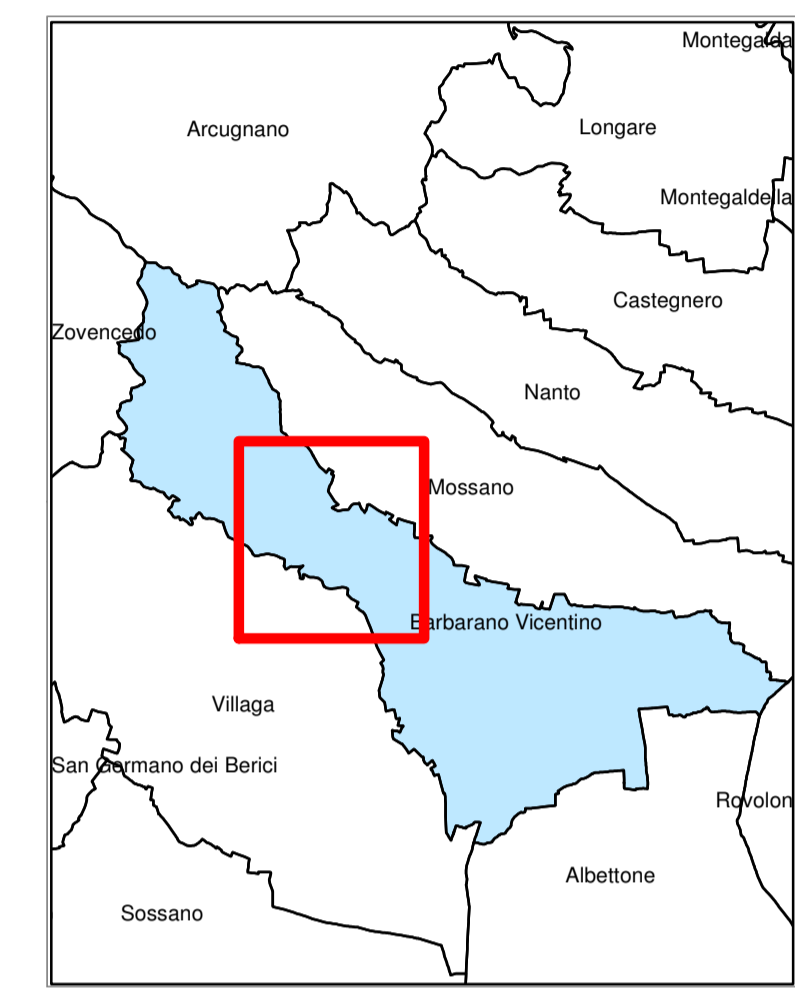 Montegalda
Arcugnano
Longare
Montegaldella
Castegnero
Zovencedo
Nanto
Mossano
Barbarano Vicentino
Villaga
San Germano dei Berici
Rovolon
Albettone
Sossano